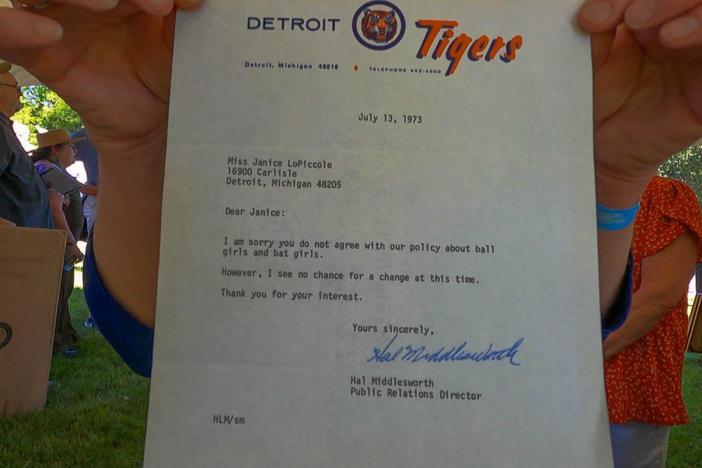 DETROIT Tigers
Detroit, Michigan 48216 ♦ TELEPHONE
July 13, 1973
Miss Janice LoPiccole
16900 Carlisle
Detroit, Michigan 48205
Dear Janice:
I am sorry you do not agree with our policy about ball
girls and bat girls.
However, I see no chance for a change at this time.
Thank you for your interest.
Yours sincerely,
Hal Middlesworth
Hal Middlesworth
Public Relations Director
HLM/sm